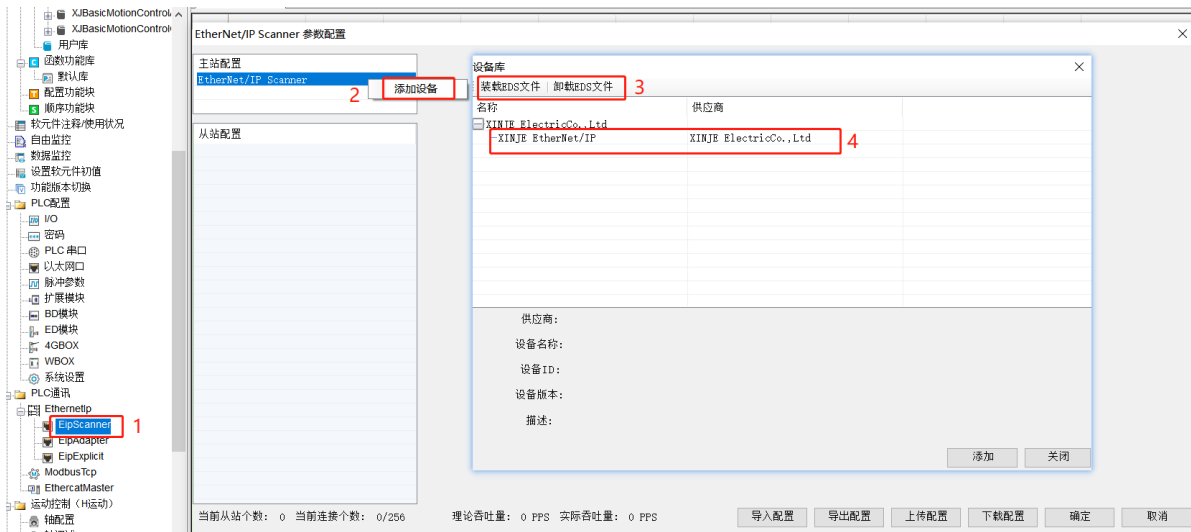 XJBasicMotionControl
XJBasicMotionControl
用户库
函数功能库
默认库
配置功能块
顺序功能块
软元件注释/使用状况
自由监控
数据监控
设置软元件初值
功能版本切换
PLC配置
I/O
密码
PLC 串口
以太网口
脉冲参数
扩展模块
BD模块
ED模块
4GBOX
WBOX
系统设置
PLC通讯
EthernetIp
EipScanner
1
EipAdapter
EipExplicit
ModbusTcp
EthercatMaster
运动控制（H运动）
轴配置
EtherNet/IP Scanner 参数配置
主站配置
EtherNet/IP Scanner
2
添加设备
从站配置
设备库
装载EDS文件 卸载EDS文件
3
名称 供应商
XINJE ElectricCo.,Ltd
XINJE EtherNet/IP XINJE ElectricCo.,Ltd
4
供应商:
设备名称:
设备ID:
设备版本:
描述:
添加 关闭
当前从站个数: 0 当前连接个数: 0/256 理论吞吐量: 0 PPS 实际吞吐量: 0 PPS
导入配置 导出配置 上传配置 下载配置 确定 取消